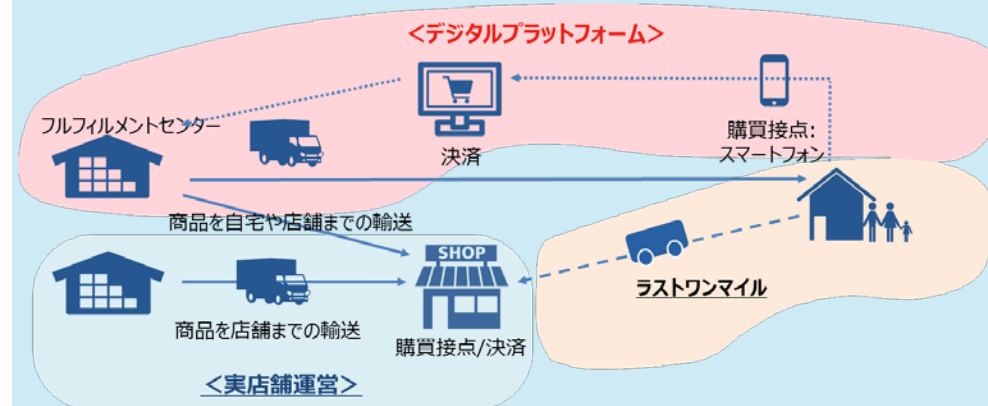 ＜デジタルプラットフォーム＞
フルフィルメントセンター
決済
購買接点:
スマートフォン
商品を自宅や店舗までの輸送
SHOP
ラストワンマイル
商品を店舗までの輸送
購買接点/決済
＜実店舗運営＞